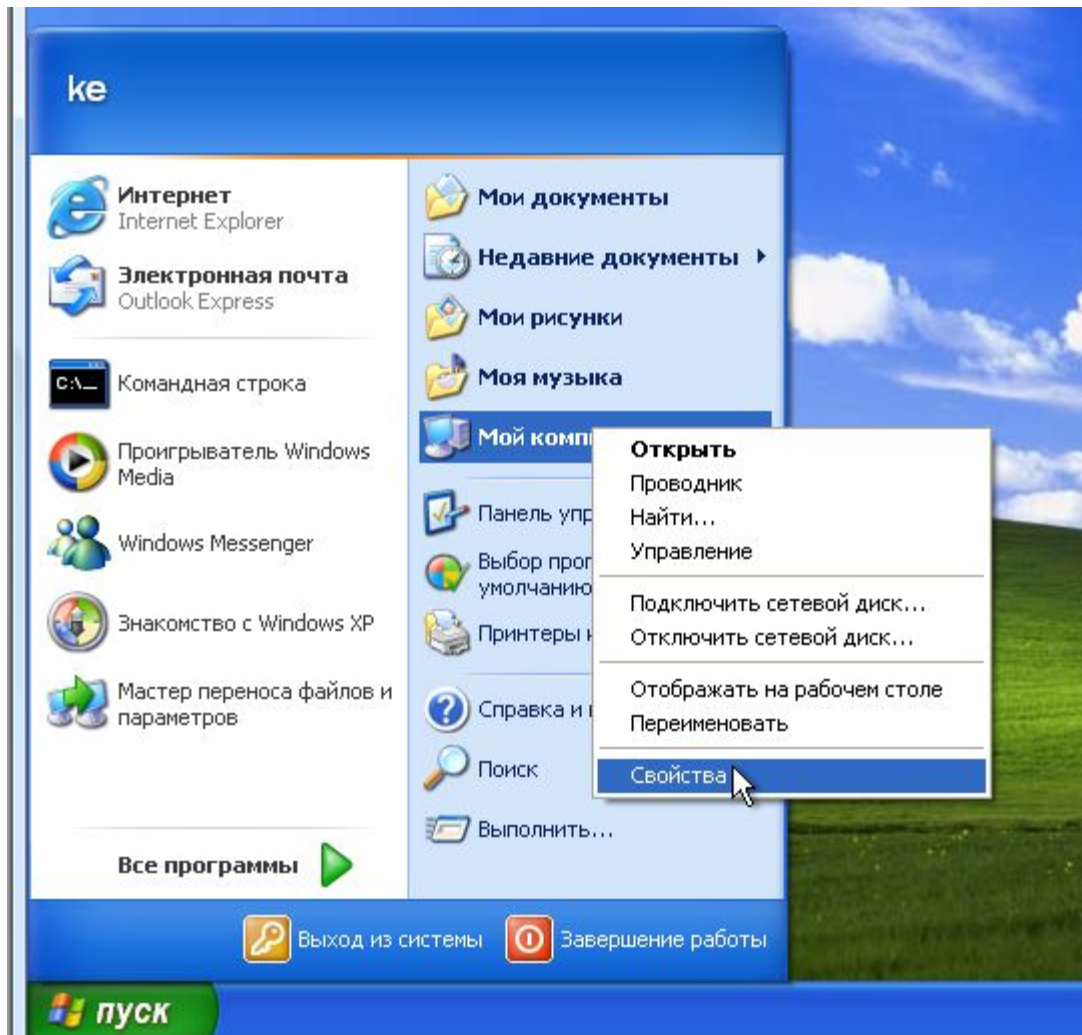 ke
Интернет
Internet Explorer
Электронная почта
Outlook Express
C:\_
Командная строка
Проигрыватель Windows
Media
Windows Messenger
Знакомство с Windows XP
Мастер переноса файлов и
параметров
Все программы
Мои документы
Недавние документы
Мои рисунки
Моя музыка
Мой
Панель
Выбор
умолчанию
Принтеры
Справка и
Поиск
Выполнить...
Открыть
Проводник
Найти...
Управление
Подключить сетевой диск...
Отключить сетевой диск...
Отображать на рабочем столе
Переименовать
Свойства
Выход из системы
Завершение работы
пуск